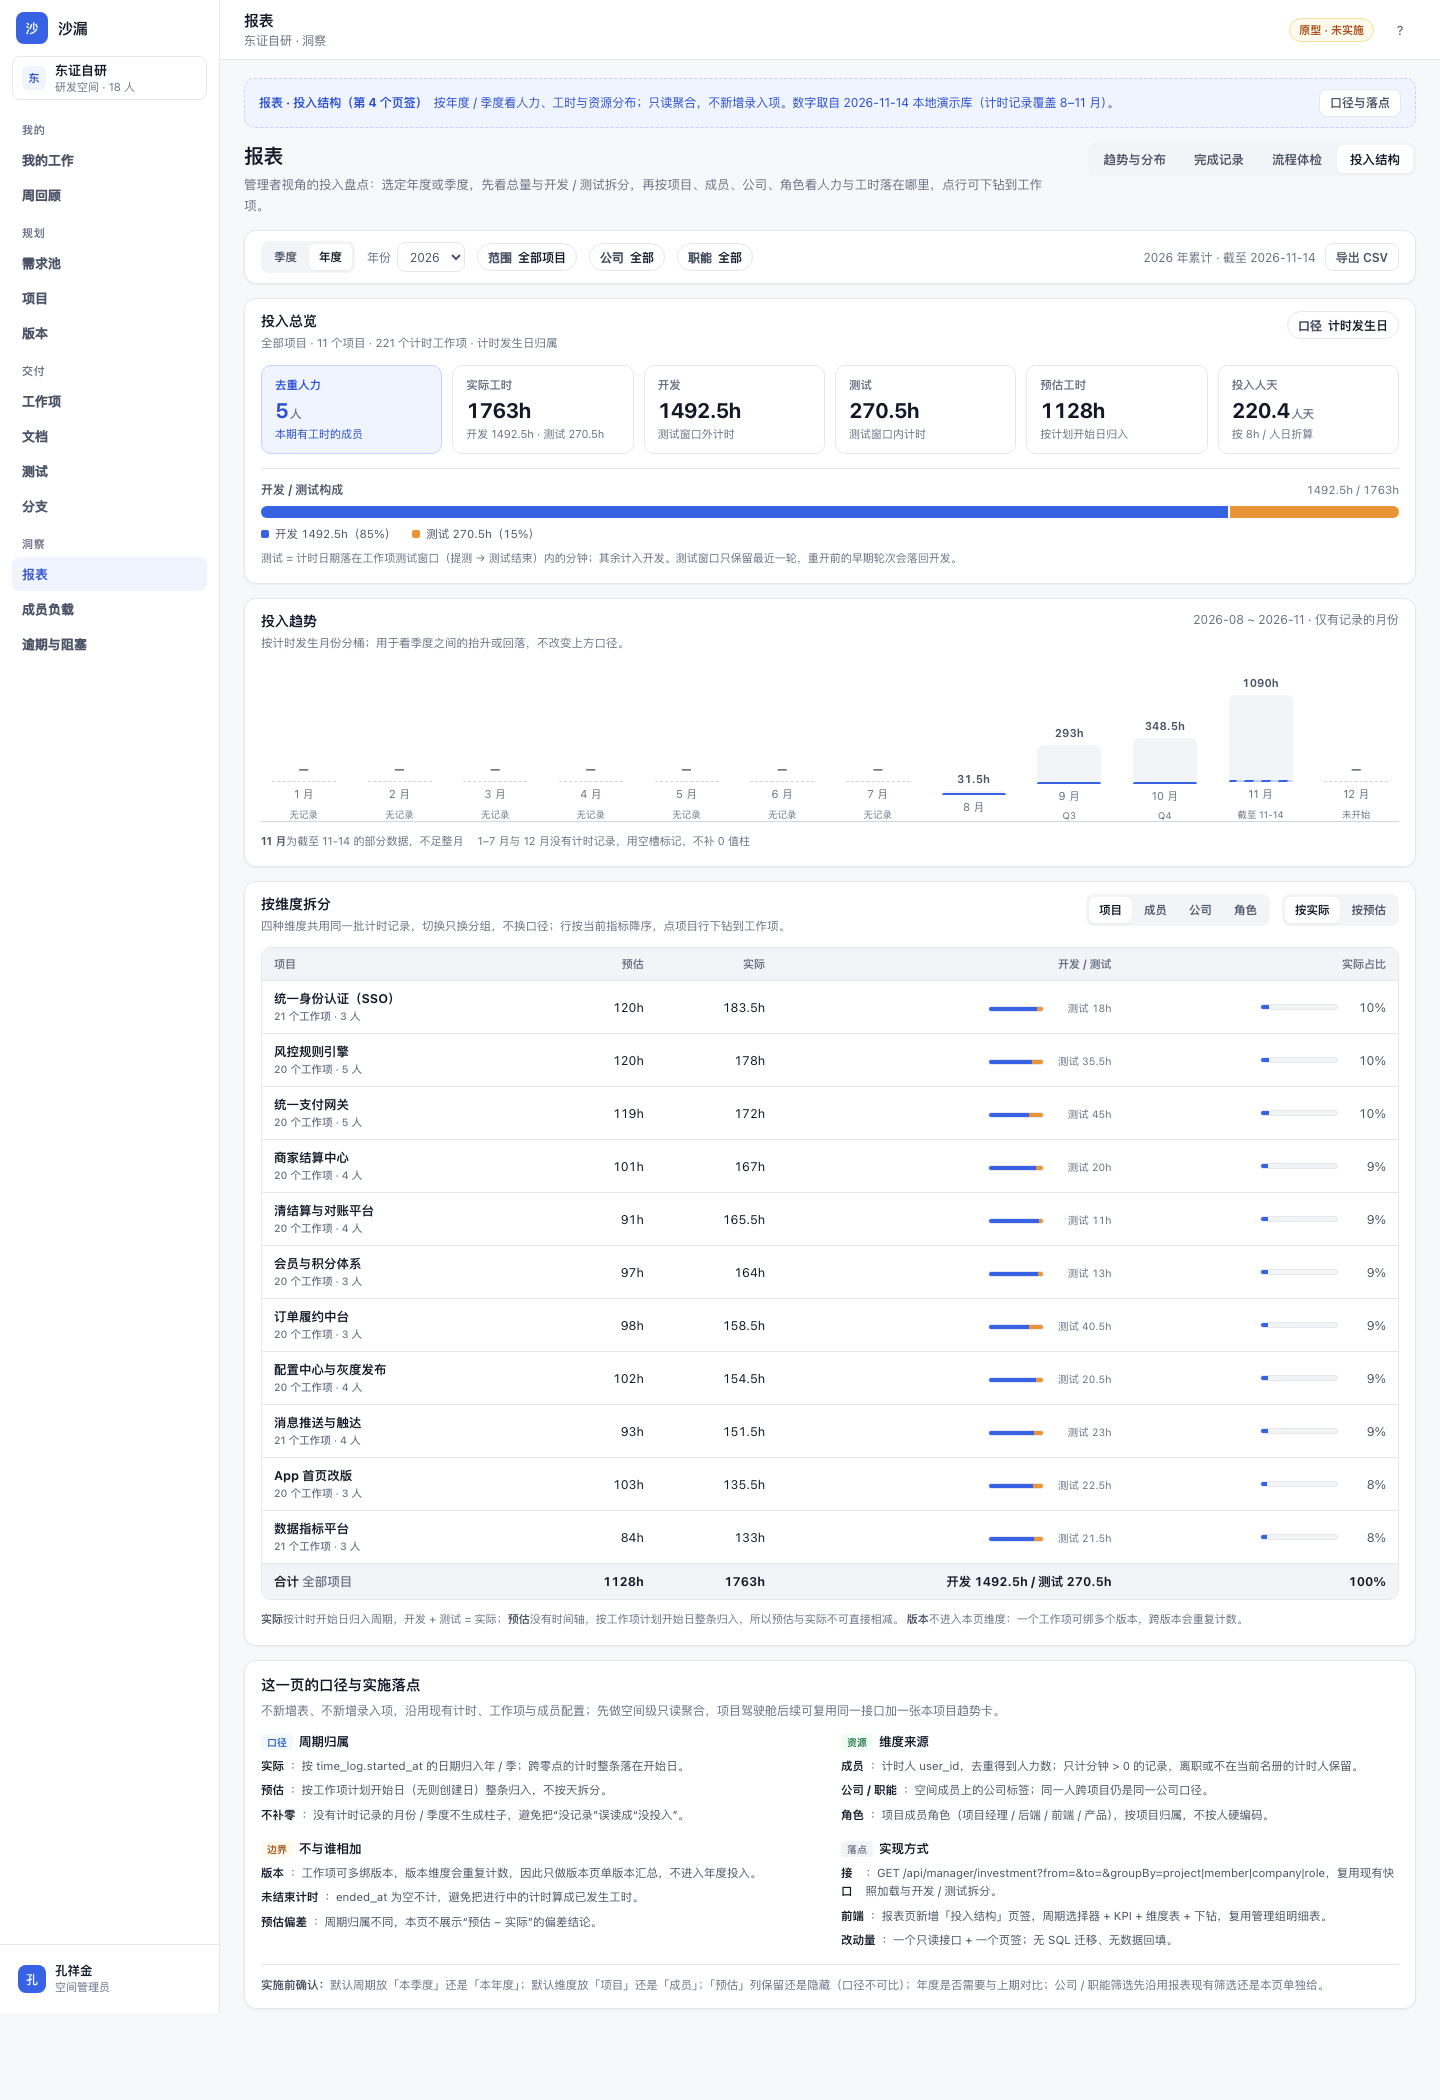 沙
沙漏
东
东证自研
研发空间 · 18 人
我的
我的工作
周回顾
规划
需求池
项目
版本
交付
工作项
文档
测试
分支
洞察
报表
成员负载
逾期与阻塞
孔
孔祥金
空间管理员
报表
东证自研 · 洞察
原型 · 未实施
?
报表 · 投入结构（第 4 个页签） 按年度 / 季度看人力、工时与资源分布；只读聚合，不新增录入项。数字取自 2026-11-14 本地演示库（计时记录覆盖 8–11 月）。
口径与落点
报表
管理者视角的投入盘点：选定年度或季度，先看总量与开发 / 测试拆分，再按项目、成员、公司、角色看人力与工时落在哪里，点行可下钻到工作
项。
趋势与分布 完成记录 流程体检 投入结构
季度 年度 年份 2026 范围 全部项目 公司 全部 职能 全部
2026 年累计 · 截至 2026-11-14 导出 CSV
投入总览
全部项目 · 11 个项目 · 221 个计时工作项 · 计时发生日归属
口径 计时发生日
去重人力
5人
本期有工时的成员
实际工时
1763h
开发 1492.5h · 测试 270.5h
开发
1492.5h
测试窗口外计时
测试
270.5h
测试窗口内计时
预估工时
1128h
按计划开始日归入
投入人天
220.4人天
按 8h / 人日折算
开发 / 测试构成 1492.5h / 1763h
开发 1492.5h（85%） 测试 270.5h（15%）
测试 = 计时日期落在工作项测试窗口（提测 → 测试结束）内的分钟；其余计入开发。测试窗口只保留最近一轮，重开前的早期轮次会落回开发。
投入趋势
2026-08 ~ 2026-11 · 仅有记录的月份
按计时发生月份分桶；用于看季度之间的抬升或回落，不改变上方口径。
— 1 月 无记录
— 2 月 无记录
— 3 月 无记录
— 4 月 无记录
— 5 月 无记录
— 6 月 无记录
— 7 月 无记录
31.5h 8 月
293h 9 月 Q3
348.5h 10 月 Q4
1090h 11 月 截至 11-14
— 12 月 未开始
11 月为截至 11-14 的部分数据，不足整月 1–7 月与 12 月没有计时记录，用空槽标记，不补 0 值柱
按维度拆分
四种维度共用同一批计时记录，切换只换分组，不换口径；行按当前指标降序，点项目行下钻到工作项。
项目 成员 公司 角色 按实际 按预估
项目 预估 实际 开发 / 测试 实际占比
统一身份认证（SSO）
21 个工作项 · 3 人
120h 183.5h 测试 18h 10%
风控规则引擎
20 个工作项 · 5 人
120h 178h 测试 35.5h 10%
统一支付网关
20 个工作项 · 5 人
119h 172h 测试 45h 10%
商家结算中心
20 个工作项 · 4 人
101h 167h 测试 20h 9%
清结算与对账平台
20 个工作项 · 4 人
91h 165.5h 测试 11h 9%
会员与积分体系
20 个工作项 · 3 人
97h 164h 测试 13h 9%
订单履约中台
20 个工作项 · 3 人
98h 158.5h 测试 40.5h 9%
配置中心与灰度发布
20 个工作项 · 4 人
102h 154.5h 测试 20.5h 9%
消息推送与触达
21 个工作项 · 4 人
93h 151.5h 测试 23h 9%
App 首页改版
20 个工作项 · 3 人
103h 135.5h 测试 22.5h 8%
数据指标平台
21 个工作项 · 3 人
84h 133h 测试 21.5h 8%
合计 全部项目 1128h 1763h 开发 1492.5h / 测试 270.5h 100%
实际按计时开始日归入周期，开发 + 测试 = 实际；预估没有时间轴，按工作项计划开始日整条归入，所以预估与实际不可直接相减。 版本不进入本页维度：一个工作项可绑多个版本，跨版本会重复计数。
这一页的口径与实施落点
不新增表、不新增录入项，沿用现有计时、工作项与成员配置；先做空间级只读聚合，项目驾驶舱后续可复用同一接口加一张本项目趋势卡。
口径 周期归属
实际 ：按 time_log.started_at 的日期归入年 / 季；跨零点的计时整条落在开始日。
预估 ：按工作项计划开始日（无则创建日）整条归入，不按天拆分。
不补零 ：没有计时记录的月份 / 季度不生成柱子，避免把“没记录”误读成“没投入”。
资源 维度来源
成员 ：计时人 user_id，去重得到人力数；只计分钟 > 0 的记录，离职或不在当前名册的计时人保留。
公司 / 职能 ：空间成员上的公司标签；同一人跨项目仍是同一公司口径。
角色 ：项目成员角色（项目经理 / 后端 / 前端 / 产品），按项目归属，不按人硬编码。
边界 不与谁相加
版本 ：工作项可多绑版本，版本维度会重复计数，因此只做版本页单版本汇总，不进入年度投入。
未结束计时 ：ended_at 为空不计，避免把进行中的计时算成已发生工时。
预估偏差 ：周期归属不同，本页不展示“预估 − 实际”的偏差结论。
落点 实现方式
接 ：GET /api/manager/investment?from=&to=&groupBy=project|member|company|role，复用现有快
口 照加载与开发 / 测试拆分。
前端 ：报表页新增「投入结构」页签，周期选择器 + KPI + 维度表 + 下钻，复用管理组明细表。
改动量 ：一个只读接口 + 一个页签；无 SQL 迁移、无数据回填。
实施前确认：默认周期放「本季度」还是「本年度」；默认维度放「项目」还是「成员」；「预估」列保留还是隐藏（口径不可比）；年度是否需要与上期对比；公司 / 职能筛选先沿用报表现有筛选还是本页单独给。